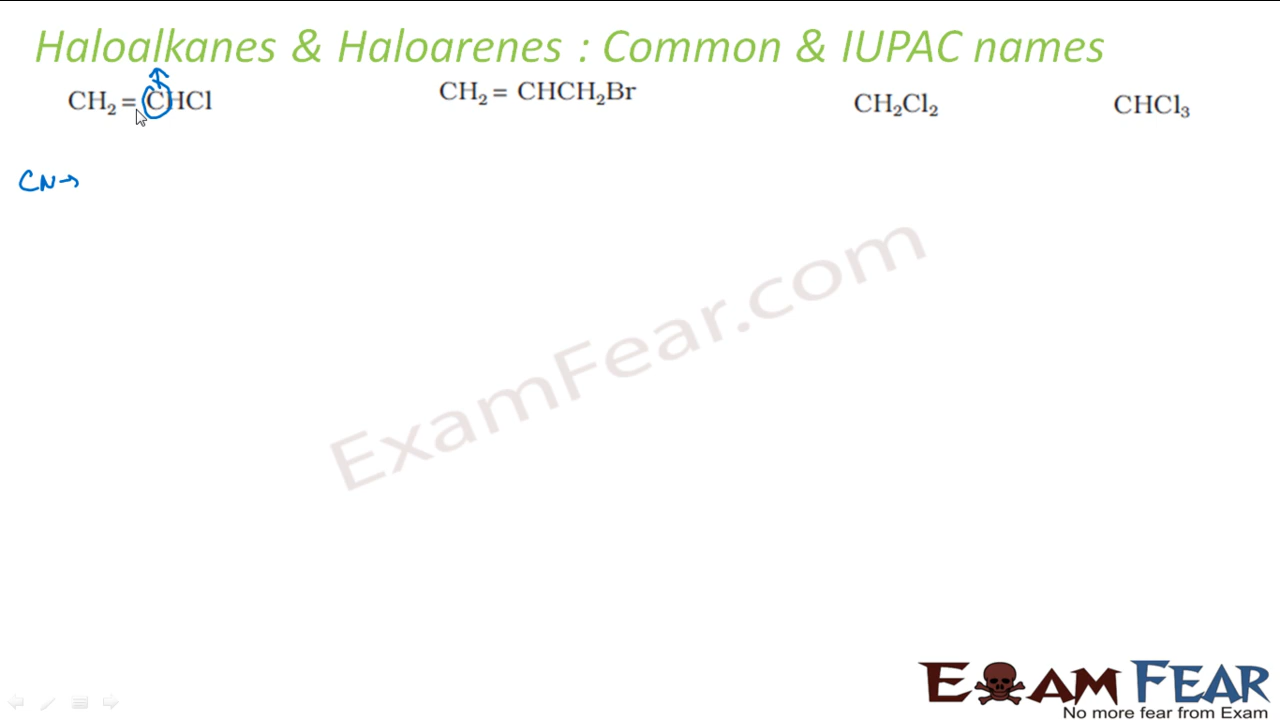 Haloalkanes & Haloarenes : Common & IUPAC names
CH₂ = CHCl CH₂ = CHCH₂Br CH₂Cl₂ CHCl₃
CN→
ExamFear.com
EXAM FEAR
No more fear from Exam